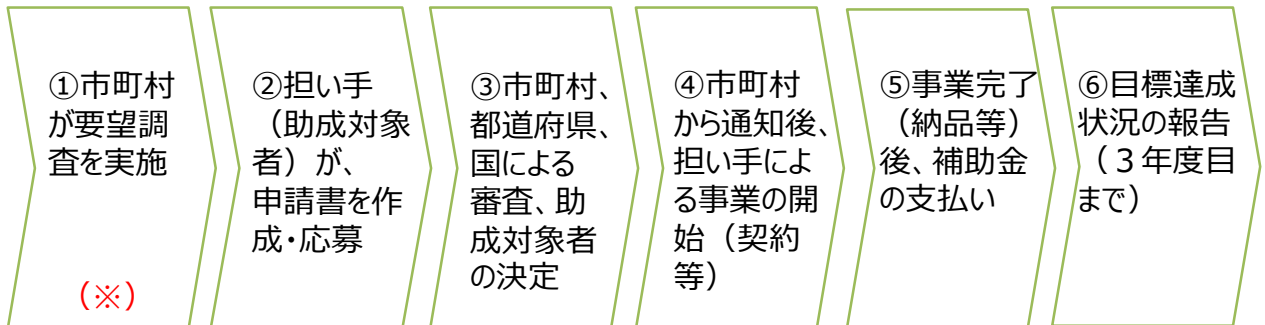 ①市町村
が要望調
査を実施
（※）
②担い手
（助成対象
者）が、
申請書を作
成・応募
③市町村、
都道府県、
国による
審査、助
成対象者
の決定
④市町村
から通知後、
担い手によ
る事業の開
始（契約
等）
⑤事業完了
（納品等）
後、補助金
の支払い
⑥目標達成
状況の報告
（３年度目
まで）